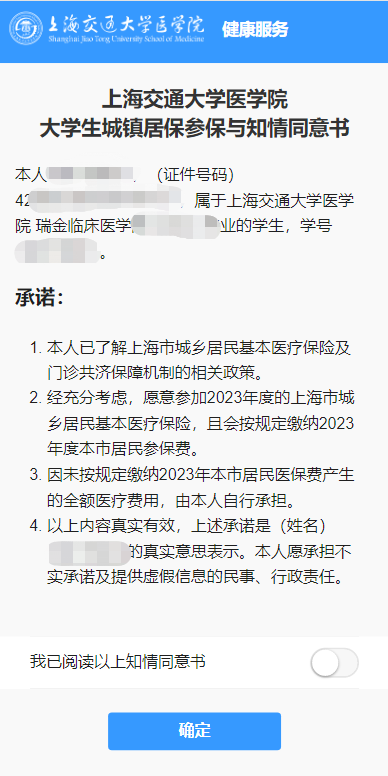 上海交通大学医学院
Shanghai Jiao Tong University School of Medicine
健康服务
上海交通大学医学院
大学生城镇居保参保与知情同意书
本人 （证件号码）
42 属于上海交通大学医学
院 瑞金临床医学 业的学生，学号
。
承诺：
1. 本人已了解上海市城乡居民基本医疗保险及
门诊共济保障机制的相关政策。
2. 经充分考虑，愿意参加2023年度的上海市城
乡居民基本医疗保险，且会按规定缴纳2023
年度本市居民参保费。
3. 因未按规定缴纳2023年本市居民医保费产生
的全额医疗费用，由本人自行承担。
4. 以上内容真实有效，上述承诺是（姓名）
的真实意思表示。本人愿承担不
实承诺及提供虚假信息的民事、行政责任。
我已阅读以上知情同意书
确定